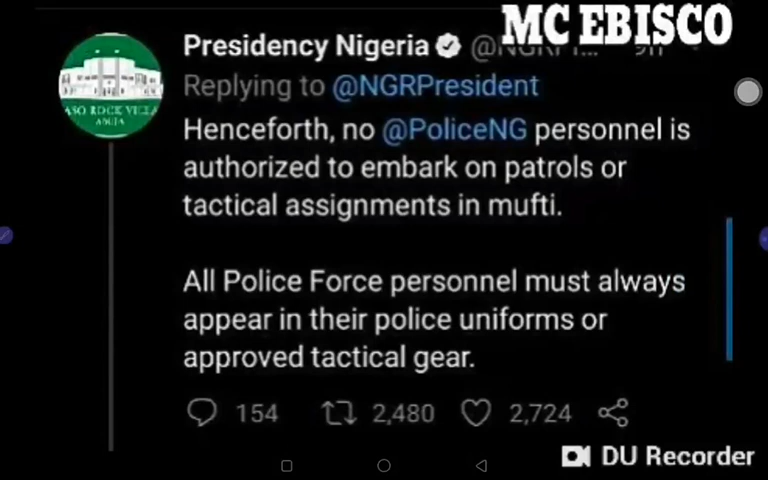 MC EBISCO
Presidency Nigeria
Replying to @NGRPresident
Henceforth, no @PoliceNG personnel is
authorized to embark on patrols or
tactical assignments in mufti.
All Police Force personnel must always
appear in their police uniforms or
approved tactical gear.
154 2,480 2,724
DU Recorder
ASO ROCK VILLA
ABUJA